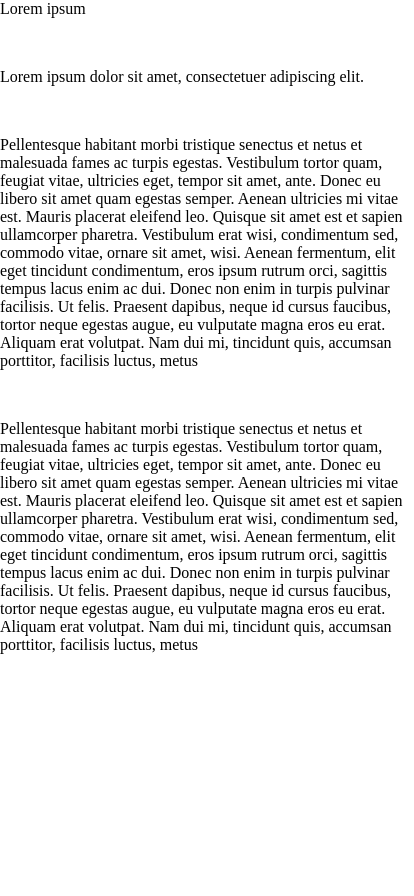 Lorem ipsum
Lorem ipsum dolor sit amet, consectetuer adipiscing elit.
Pellentesque habitant morbi tristique senectus et netus et
malesuada fames ac turpis egestas. Vestibulum tortor quam,
feugiat vitae, ultricies eget, tempor sit amet, ante. Donec eu
libero sit amet quam egestas semper. Aenean ultricies mi vitae
est. Mauris placerat eleifend leo. Quisque sit amet est et sapien
ullamcorper pharetra. Vestibulum erat wisi, condimentum sed,
commodo vitae, ornare sit amet, wisi. Aenean fermentum, elit
eget tincidunt condimentum, eros ipsum rutrum orci, sagittis
tempus lacus enim ac dui. Donec non enim in turpis pulvinar
facilisis. Ut felis. Praesent dapibus, neque id cursus faucibus,
tortor neque egestas augue, eu vulputate magna eros eu erat.
Aliquam erat volutpat. Nam dui mi, tincidunt quis, accumsan
porttitor, facilisis luctus, metus
Pellentesque habitant morbi tristique senectus et netus et
malesuada fames ac turpis egestas. Vestibulum tortor quam,
feugiat vitae, ultricies eget, tempor sit amet, ante. Donec eu
libero sit amet quam egestas semper. Aenean ultricies mi vitae
est. Mauris placerat eleifend leo. Quisque sit amet est et sapien
ullamcorper pharetra. Vestibulum erat wisi, condimentum sed,
commodo vitae, ornare sit amet, wisi. Aenean fermentum, elit
eget tincidunt condimentum, eros ipsum rutrum orci, sagittis
tempus lacus enim ac dui. Donec non enim in turpis pulvinar
facilisis. Ut felis. Praesent dapibus, neque id cursus faucibus,
tortor neque egestas augue, eu vulputate magna eros eu erat.
Aliquam erat volutpat. Nam dui mi, tincidunt quis, accumsan
porttitor, facilisis luctus, metus